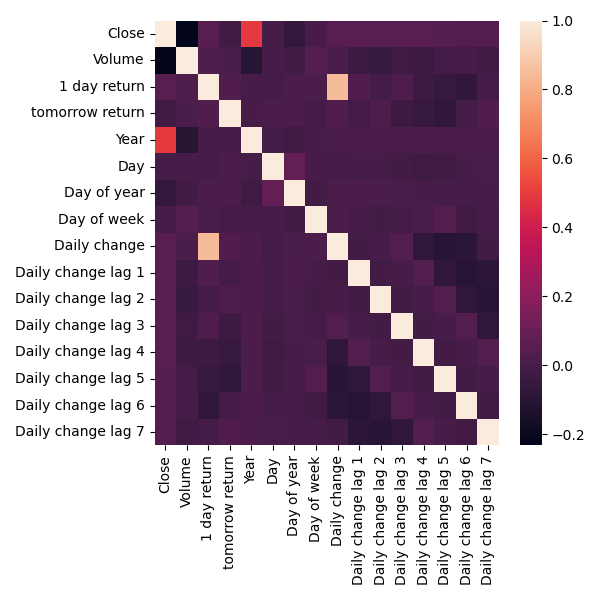 Close
Volume
1 day return
tomorrow return
Year
Day
Day of year
Day of week
Daily change
Daily change lag 1
Daily change lag 2
Daily change lag 3
Daily change lag 4
Daily change lag 5
Daily change lag 6
Daily change lag 7
Close
Volume
1 day return
tomorrow return
Year
Day
Day of year
Day of week
Daily change
Daily change lag 1
Daily change lag 2
Daily change lag 3
Daily change lag 4
Daily change lag 5
Daily change lag 6
Daily change lag 7
1.0
0.8
0.6
0.4
0.2
0.0
−0.2